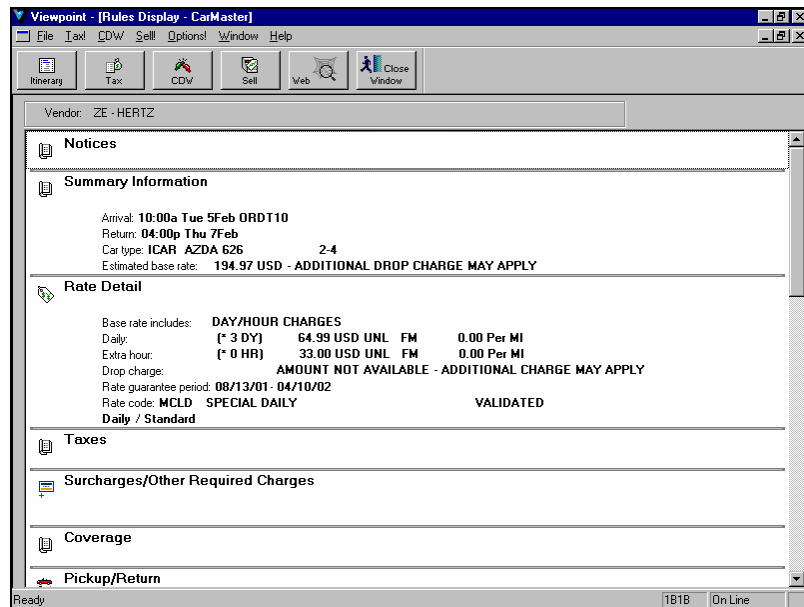 Viewpoint - [Rules Display - CarMaster]
File Tax! CDW Sell! Options! Window Help
Itinerary Tax CDW Sell Web Close Window
Vendor: ZE - HERTZ
Notices
Summary Information
Arrival: 10:00a Tue 5Feb ORDT10
Return: 04:00p Thu 7Feb
Car type: ICAR AZDA 626 2-4
Estimated base rate: 194.97 USD - ADDITIONAL DROP CHARGE MAY APPLY
Rate Detail
Base rate includes: DAY/HOUR CHARGES
Daily: (* 3 DY) 64.99 USD UNL FM 0.00 Per MI
Extra hour: (* 0 HR) 33.00 USD UNL FM 0.00 Per MI
Drop charge: AMOUNT NOT AVAILABLE - ADDITIONAL CHARGE MAY APPLY
Rate guarantee period: 08/13/01 - 04/10/02
Rate code: MCLD SPECIAL DAILY VALIDATED
Daily / Standard
Taxes
Surcharges/Other Required Charges
Coverage
Pickup/Return
Ready 1B1B On Line